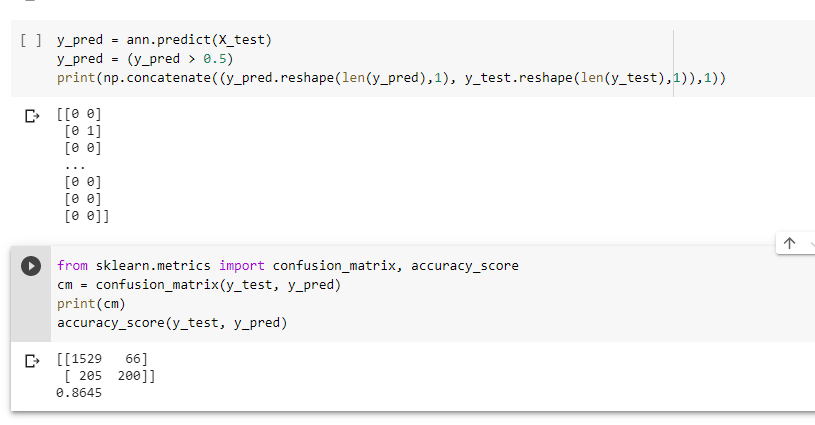 [ ] y_pred = ann.predict(X_test)
y_pred = (y_pred > 0.5)
print(np.concatenate((y_pred.reshape(len(y_pred),1), y_test.reshape(len(y_test),1)),1))
[[0 0]
[0 1]
[0 0]
...
[0 0]
[0 0]
[0 0]]
from sklearn.metrics import confusion_matrix, accuracy_score
cm = confusion_matrix(y_test, y_pred)
print(cm)
accuracy_score(y_test, y_pred)
[[1529 66]
[ 205 200]]
0.8645